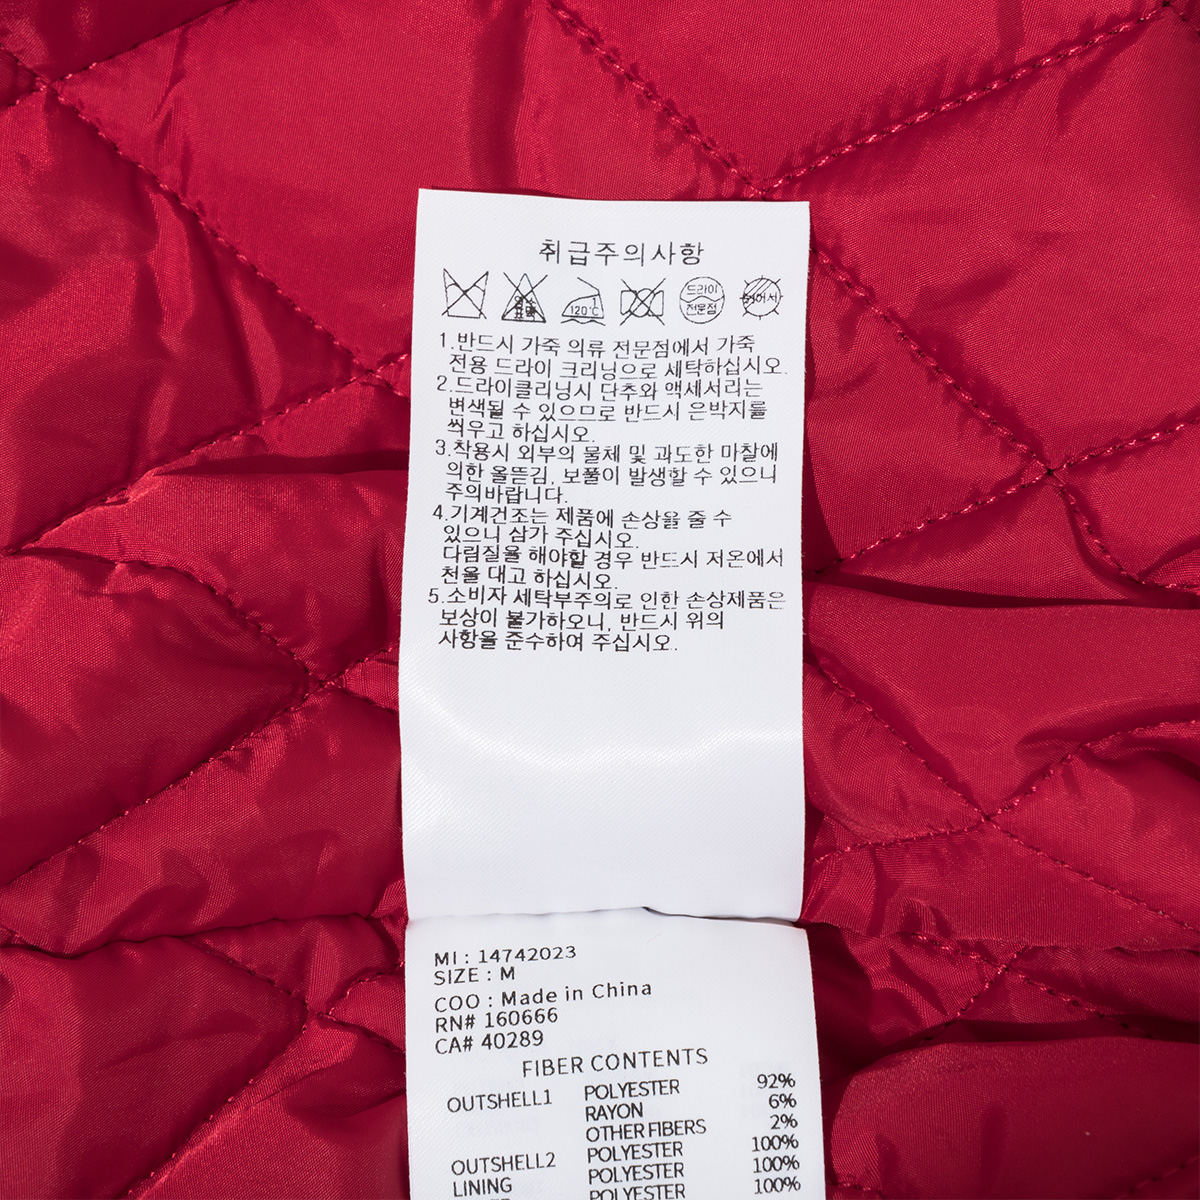 취급주의사항
120℃
드라이
전문점
1.반드시 가죽 의류 전문점에서 가죽
전용 드라이 크리닝으로 세탁하십시오.
2.드라이클리닝시 단추와 액세서리는
변색될 수 있으므로 반드시 은박지를
씌우고 하십시오.
3.착용시 외부의 물체 및 과도한 마찰에
의한 올뜯김, 보풀이 발생할 수 있으니
주의바랍니다.
4.기계건조는 제품에 손상을 줄 수
있으니 삼가 주십시오.
다림질을 해야할 경우 반드시 저온에서
천을 대고 하십시오.
5.소비자 세탁부주의로 인한 손상제품은
보상이 불가하오니, 반드시 위의
사항을 준수하여 주십시오.
MI : 14742023
SIZE : M
COO : Made in China
RN# 160666
CA# 40289
FIBER CONTENTS
OUTSHELL1 POLYESTER 92%
RAYON 6%
OTHER FIBERS 2%
OUTSHELL2 POLYESTER 100%
LINING POLYESTER 100%
POLYESTER 100%